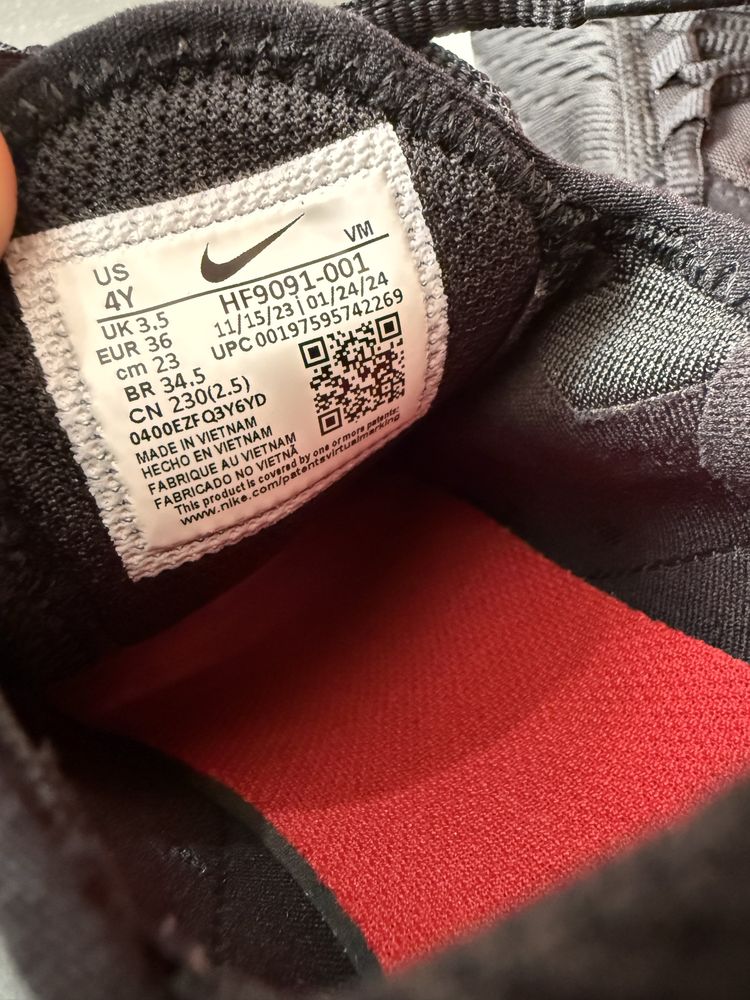 US
4Y
VM
UK 3.5
EUR 36
cm 23
BR 34.5
CN 230(2.5)
HF9091-001
11/15/23 | 01/24/24
UPC 00197595742269
0400EZFQ3Y6YD
MADE IN VIETNAM
HECHO EN VIETNAM
FABRIQUE AU VIETNAM
FABRICADO NO VIETNÃ
This product is covered by one or more patents:
www.nike.com/patentsvirtualmarking